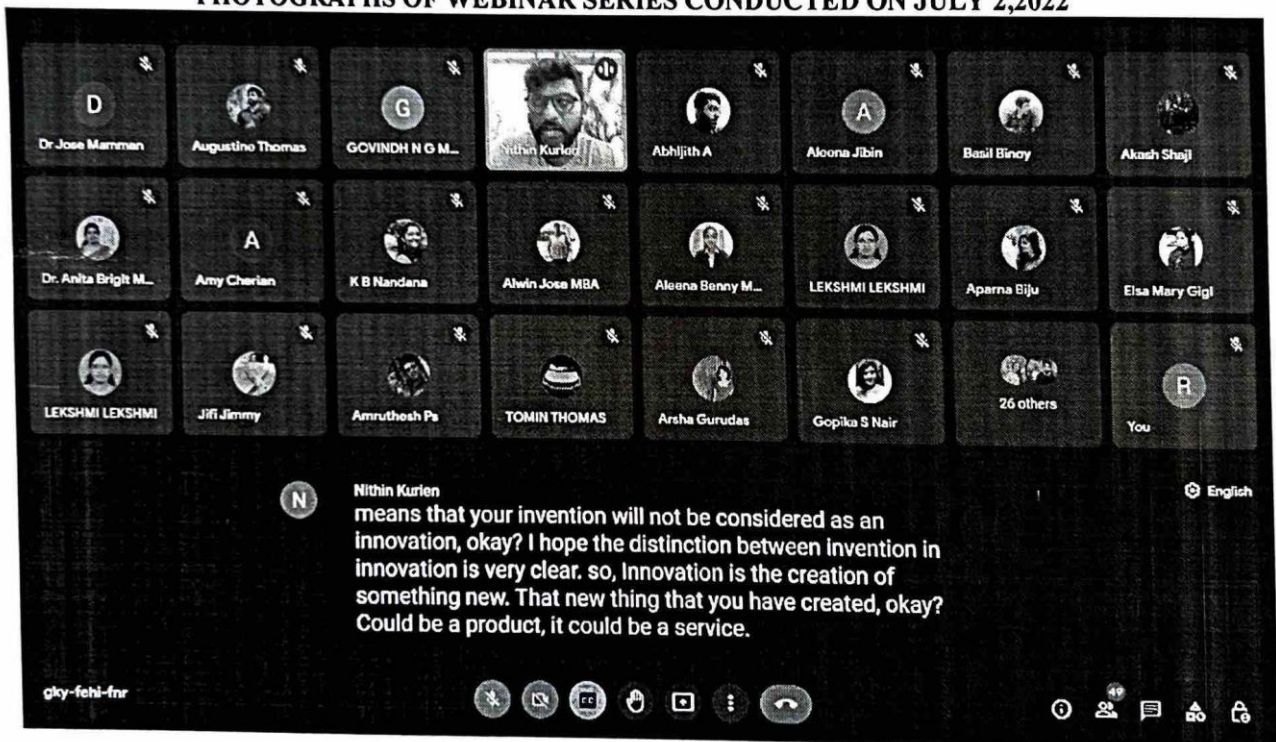 PHOTOGRAPHS OF WEBINAR SERIES CONDUCTED ON JULY 2,2022
D
G
A
Dr Jose Mamman
Augustine Thomas
GOVINDH N G M...
Nithin Kurien
Abhijith A
Aleena Jibin
Basil Binoy
Akash Shaji
A
Dr. Anita Brigit M...
Amy Cherian
K B Nandana
Alwin Jose MBA
Aleena Benny M...
LEKSHMI LEKSHMI
Aparna Biju
Elsa Mary Gigi
R
LEKSHMI LEKSHMI
Jifi Jimmy
Amruthesh Ps
TOMIN THOMAS
Arsha Gurudas
Gopika S Nair
26 others
You
N
Nithin Kurien
English
means that your invention will not be considered as an
innovation, okay? I hope the distinction between invention in
innovation is very clear. so, Innovation is the creation of
something new. That new thing that you have created, okay?
Could be a product, it could be a service.
gky-fehi-fnr
CC
49